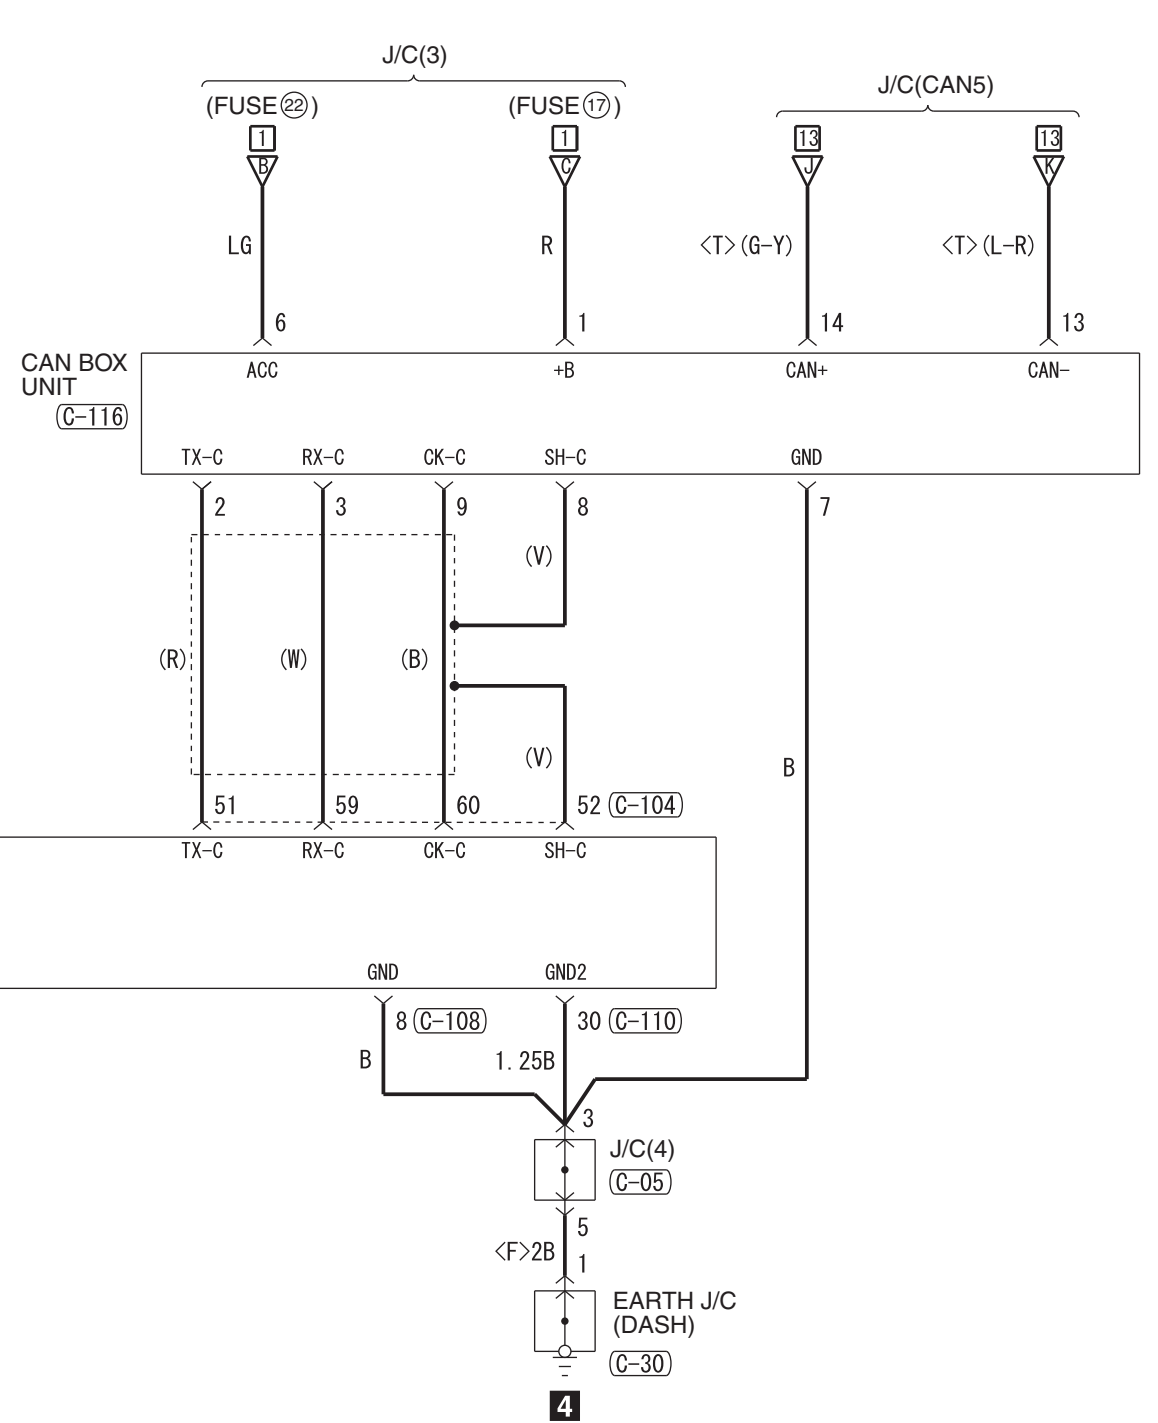 J/C(3)
J/C(CAN5)
(FUSE㉒)
(FUSE⑰)
1
1
13
13
B
C
J
K
LG
R
<T>(G-Y)
<T>(L-R)
6
1
14
13
CAN BOX
UNIT
C-116
ACC
+B
CAN+
CAN-
TX-C
RX-C
CK-C
SH-C
GND
2
3
9
8
7
(V)
(R)
(W)
(B)
(V)
B
51
59
60
52
C-104
TX-C
RX-C
CK-C
SH-C
GND
GND2
8
C-108
30
C-110
B
1.25B
3
J/C(4)
C-05
5
<F>2B
1
EARTH J/C
(DASH)
C-30
4